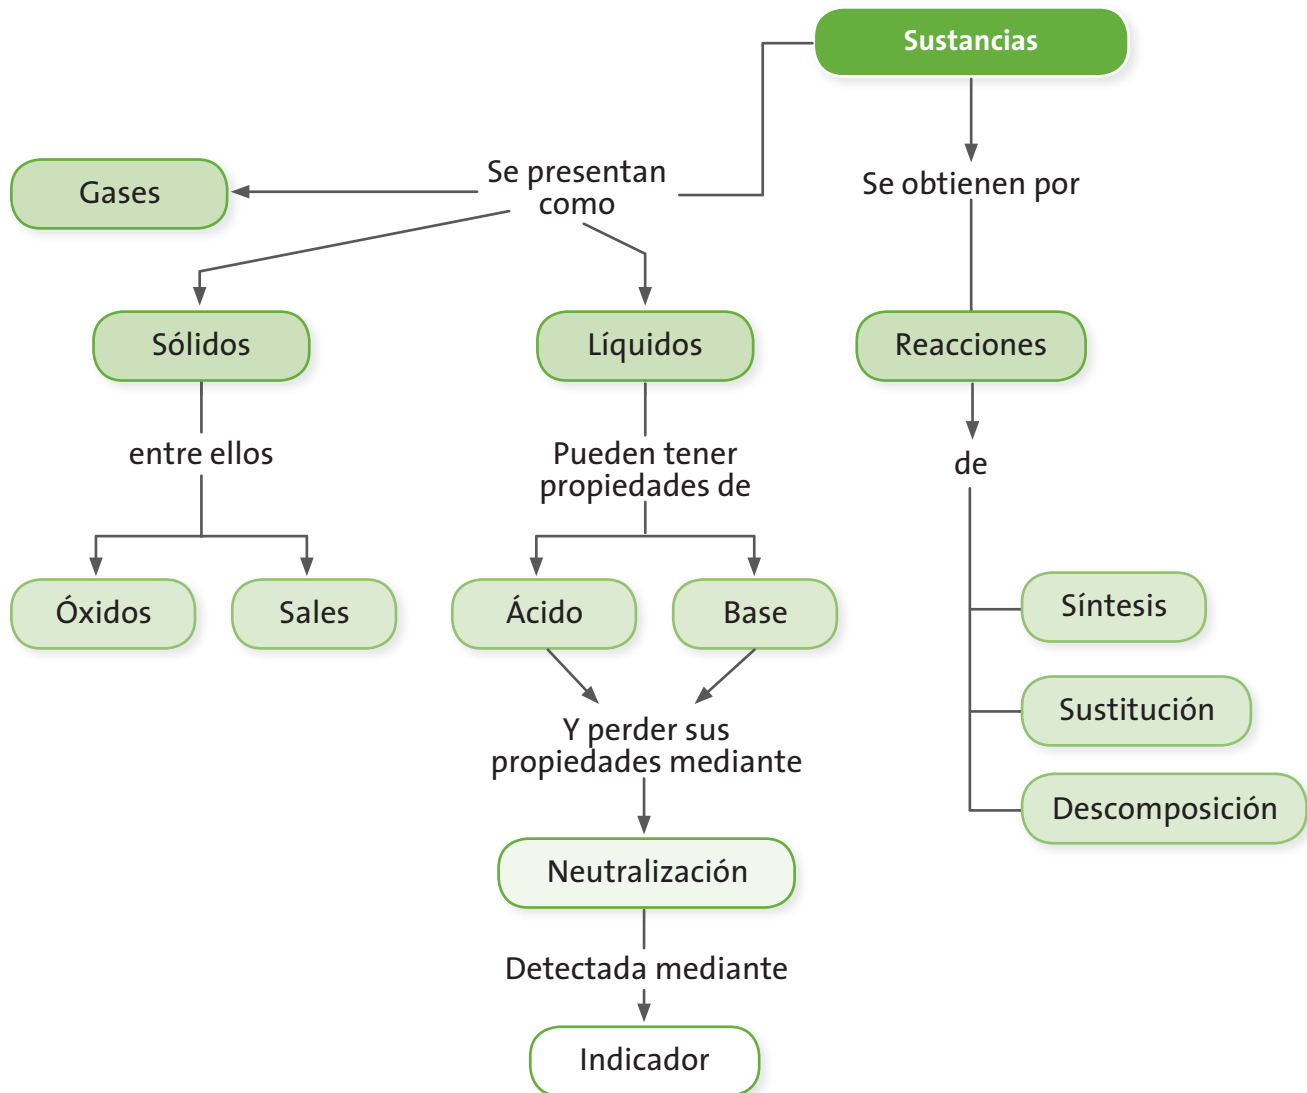 Sustancias
Se presentan
como
Gases
Se obtienen por
Sólidos
Líquidos
Reacciones
entre ellos
Pueden tener
propiedades de
de
Óxidos
Sales
Ácido
Base
Síntesis
Sustitución
Descomposición
Y perder sus
propiedades mediante
Neutralización
Detectada mediante
Indicador